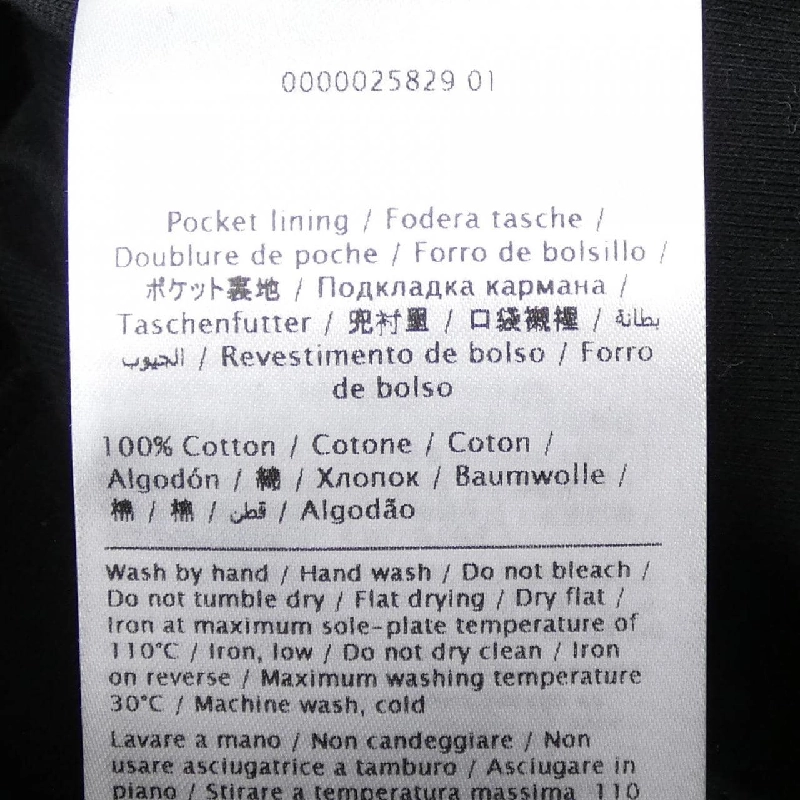 0000025829 01
Pocket lining / Fodera tasche /
Doublure de poche / Forro de bolsillo /
ポケット裏地 / Подкладка кармана /
Taschenfutter / 兜衬里 / 口袋襯裡 / بطانة
الجيوب / Revestimento de bolso / Forro
de bolso
100% Cotton / Cotone / Coton /
Algodón / 綿 / Хлопок / Baumwolle /
棉 / 棉 / قطن / Algodão
Wash by hand / Hand wash / Do not bleach /
Do not tumble dry / Flat drying / Dry flat /
Iron at maximum sole-plate temperature of
110°C / Iron, low / Do not dry clean / Iron
on reverse / Maximum washing temperature
30°C / Machine wash, cold
Lavare a mano / Non candeggiare / Non
usare asciugatrice a tamburo / Asciugare in
piano / Stirare a temperatura massima 110